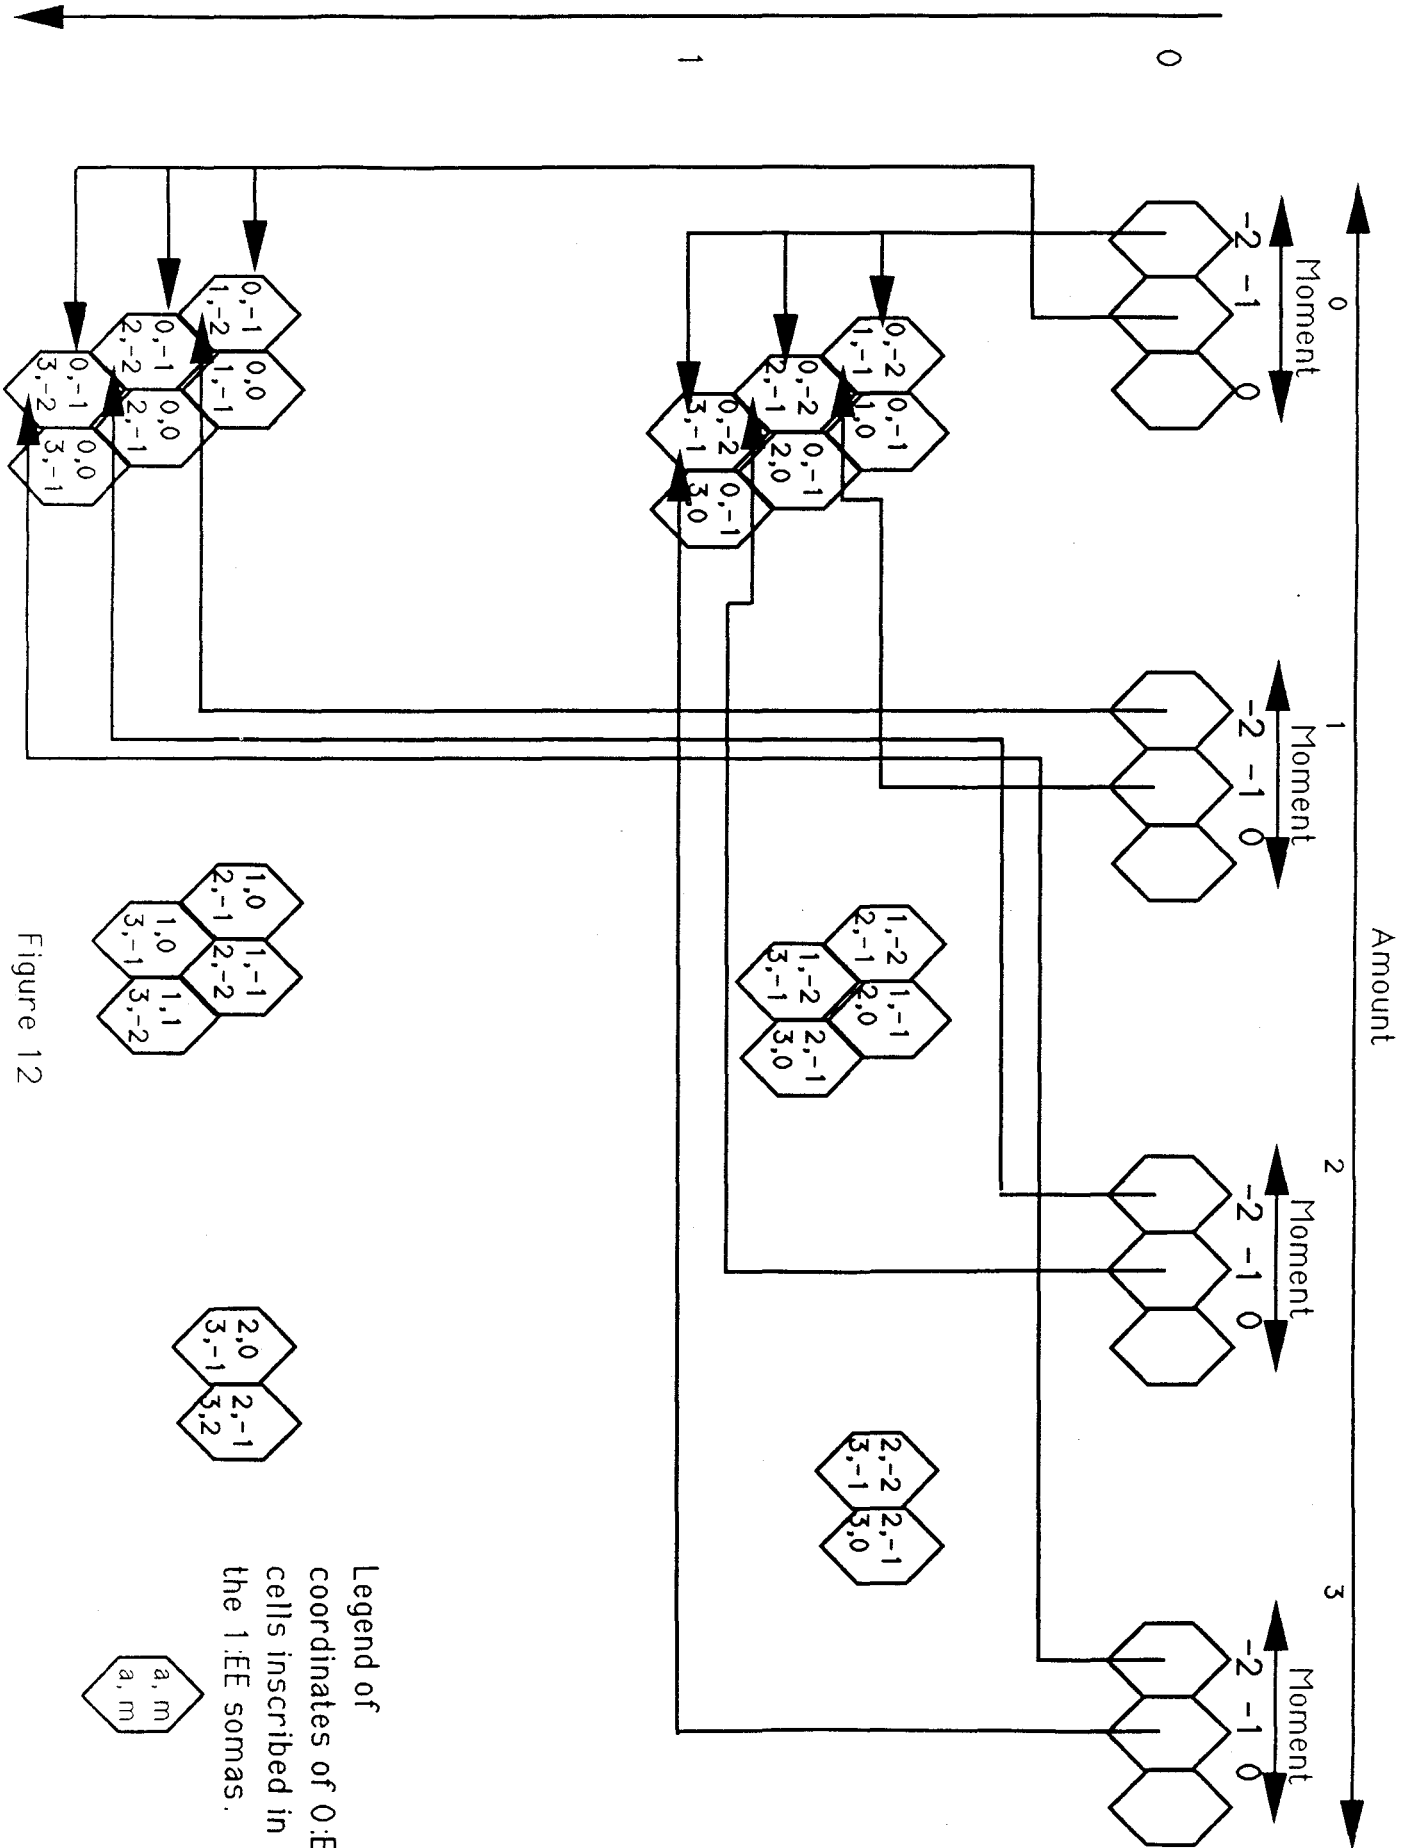 Amount
0 1 2 3
Moment Moment Moment Moment
-2 -1 0 -2 -1 0 -2 -1 0 -2 -1 0
0
0,-2 0,-1 1,-2 1,-1 2,-2 2,-1
1,-1 1,0 2,-1 2,0 3,-1 3,0
0,-2 0,-1 1,-2 2,-1
2,-1 2,0 3,-1 3,0
1
0,-2 0,-1
3,-1 3,0
0,-1 0,0 1,0 1,-1 2,0 2,-1
1,-2 1,-1 2,-1 2,-2 3,-1 3,2
0,-1 0,0 1,0 1,1
2,-2 2,-1 3,-1 3,-2
0,-1 0,0
3,-2 3,-1
Legend of
coordinates of 0:E
cells inscribed in
the 1:EE somas.
a, m
a, m
Figure 12